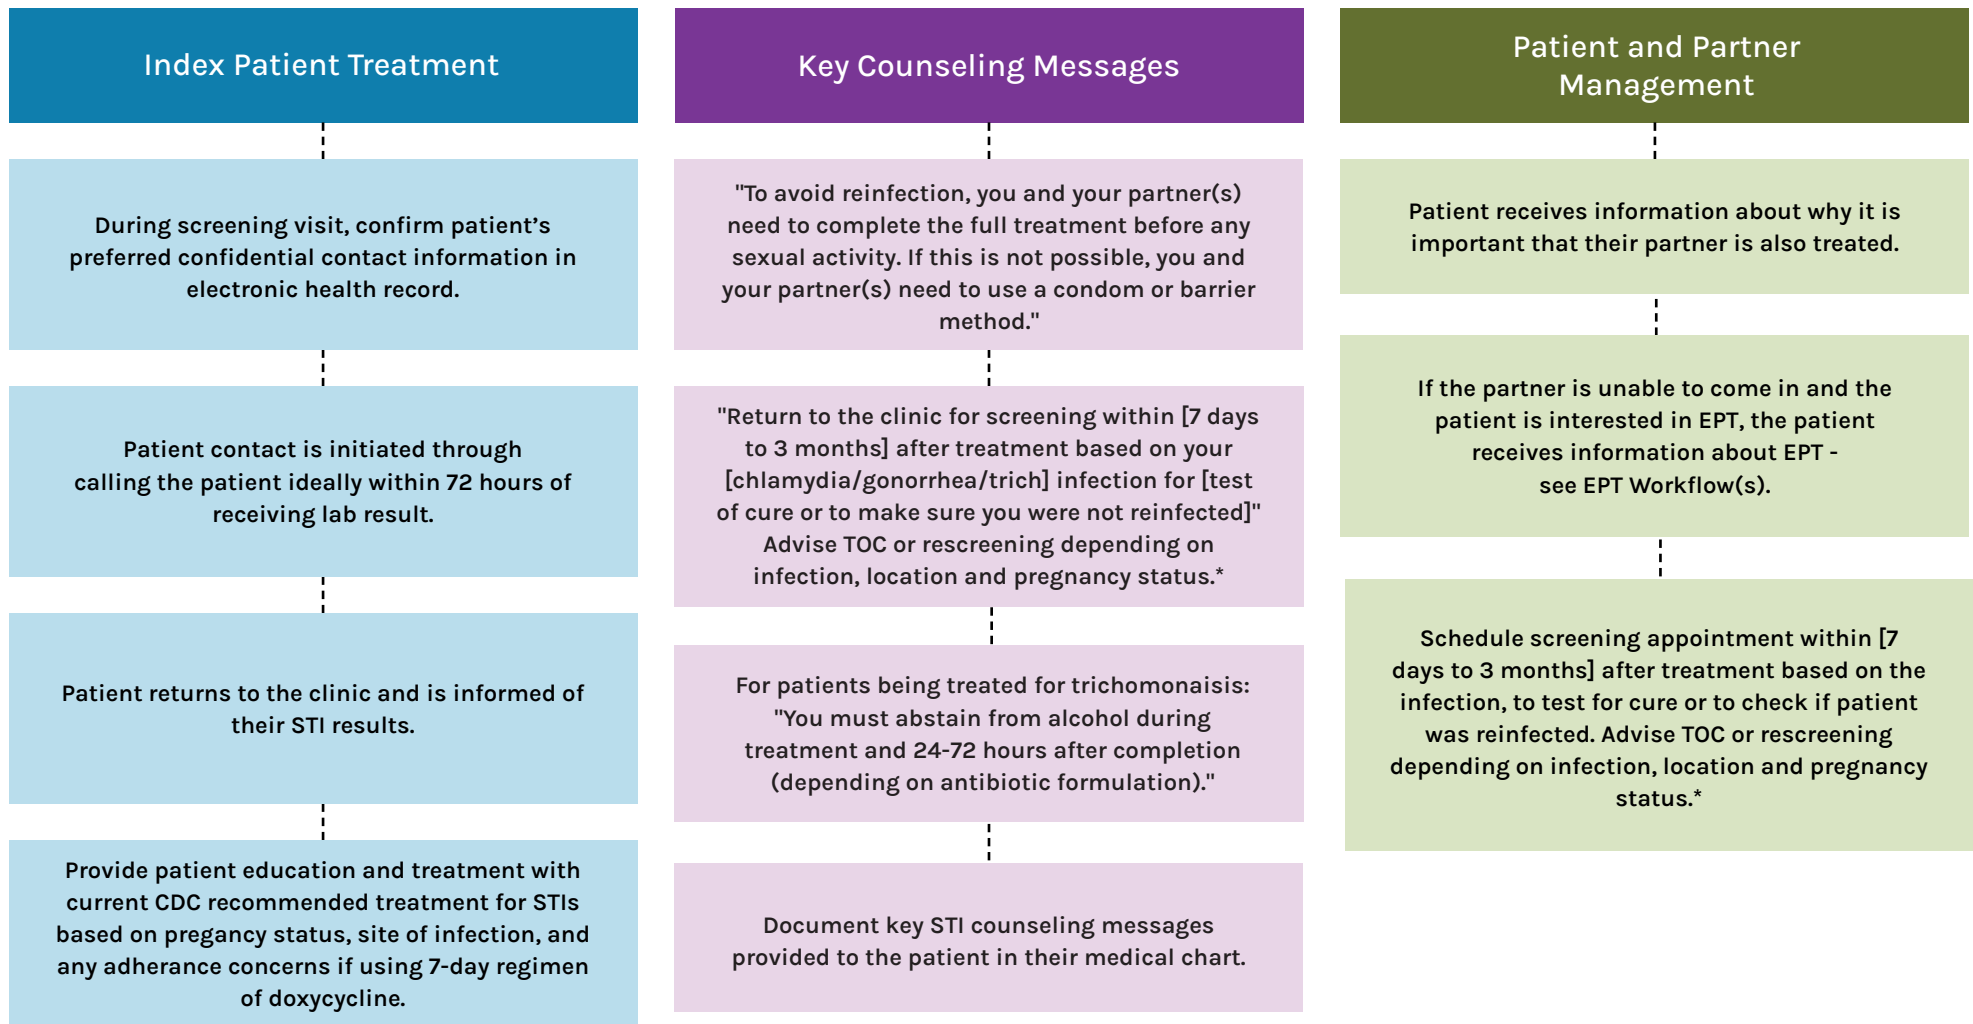 Index Patient Treatment
During screening visit, confirm patient's
preferred confidential contact information in
electronic health record.
Patient contact is initiated through
calling the patient ideally within 72 hours of
receiving lab result.
Patient returns to the clinic and is informed of
their STI results.
Provide patient education and treatment with
current CDC recommended treatment for STIs
based on pregancy status, site of infection, and
any adherance concerns if using 7-day regimen
of doxycycline.
Key Counseling Messages
"To avoid reinfection, you and your partner(s)
need to complete the full treatment before any
sexual activity. If this is not possible, you and
your partner(s) need to use a condom or barrier
method."
"Return to the clinic for screening within [7 days
to 3 months] after treatment based on your
[chlamydia/gonorrhea/trich] infection for [test
of cure or to make sure you were not reinfected]"
Advise TOC or rescreening depending on
infection, location and pregnancy status.*
For patients being treated for trichomonaisis:
"You must abstain from alcohol during
treatment and 24-72 hours after completion
(depending on antibiotic formulation)."
Document key STI counseling messages
provided to the patient in their medical chart.
Patient and Partner
Management
Patient receives information about why it is
important that their partner is also treated.
If the partner is unable to come in and the
patient is interested in EPT, the patient
receives information about EPT -
see EPT Workflow(s).
Schedule screening appointment within [7
days to 3 months] after treatment based on the
infection, to test for cure or to check if patient
was reinfected. Advise TOC or rescreening
depending on infection, location and pregnancy
status.*